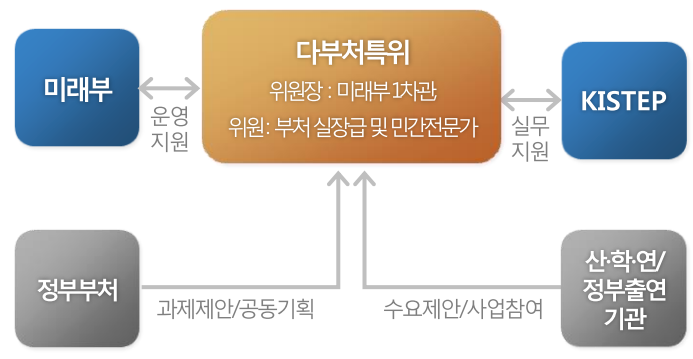 미래부
운영
지원
다부처특위
위원장 : 미래부 1차관
위원 : 부처 실장급 및 민간전문가
실무
지원
KISTEP
정부부처
과제제안/공동기획
수요제안/사업참여
산·학·연/
정부출연
기관